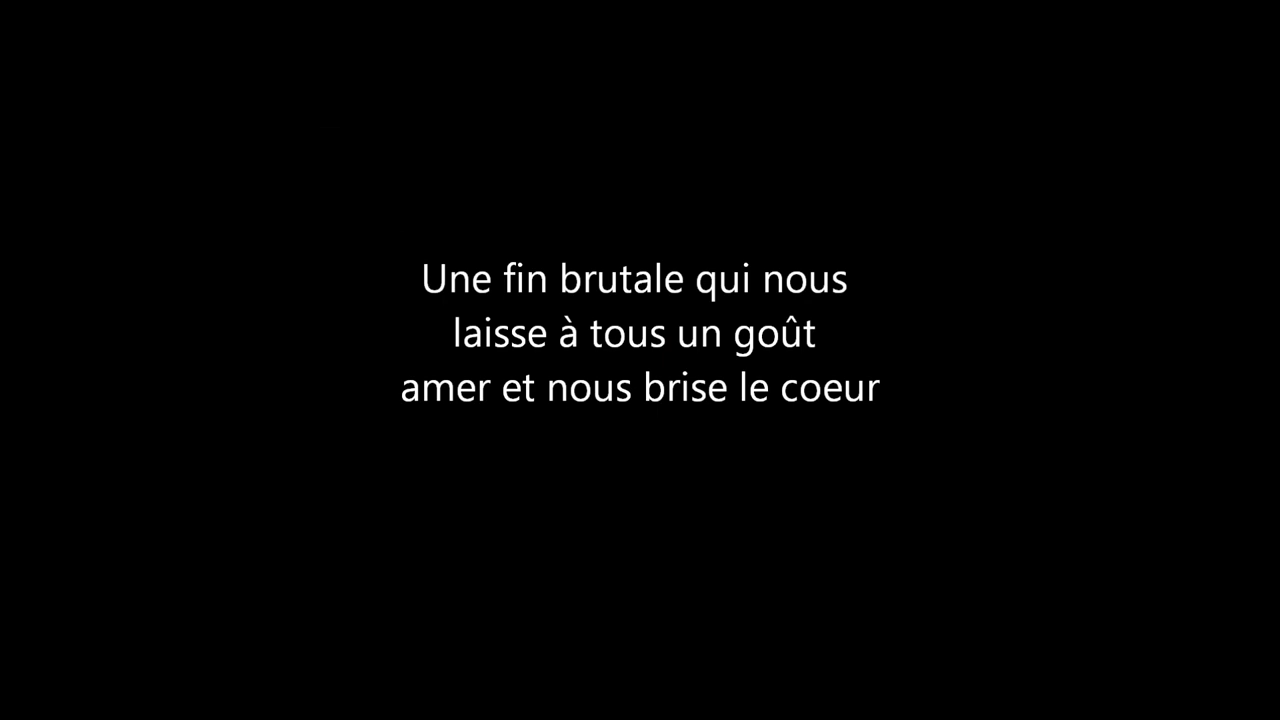 Une fin brutale qui nous
laisse à tous un goût
amer et nous brise le coeur